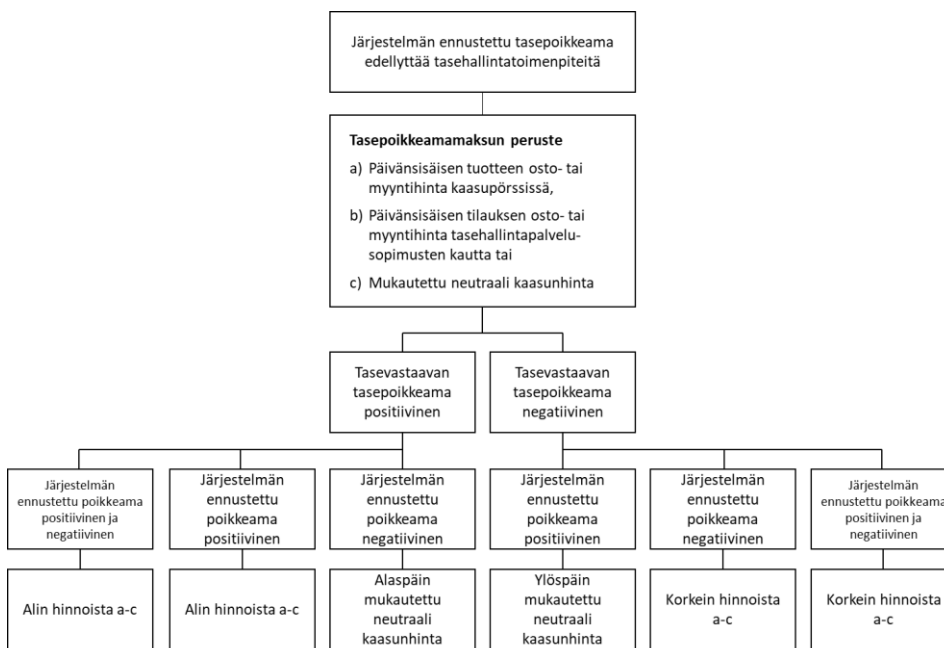 Järjestelmän ennustettu tasepoikkeama
edellyttää tasehallintatoimenpiteitä
Tasepoikkeamamaksun peruste
a) Päivänsisäisen tuotteen osto- tai
myyntihinta kaasupörssissä,
b) Päivänsisäisen tilauksen osto- tai
myyntihinta tasehallintapalvelu-
sopimusten kautta tai
c) Mukautettu neutraali kaasunhinta
Tasevastaavan
tasepoikkeama
positiivinen
Tasevastaavan
tasepoikkeama
negatiivinen
Järjestelmän
ennustettu poikkeama
positiivinen ja
negatiivinen
Järjestelmän
ennustettu
poikkeama
positiivinen
Järjestelmän
ennustettu
poikkeama
negatiivinen
Järjestelmän
ennustettu
poikkeama
positiivinen
Järjestelmän
ennustettu
poikkeama
negatiivinen
Järjestelmän
ennustettu poikkeama
positiivinen ja
negatiivinen
Alin hinnoista a-c
Alin hinnoista a-c
Alaspäin
mukautettu
neutraali
kaasunhinta
Ylöspäin
mukautettu
neutraali
kaasunhinta
Korkein hinnoista
a-c
Korkein hinnoista
a-c